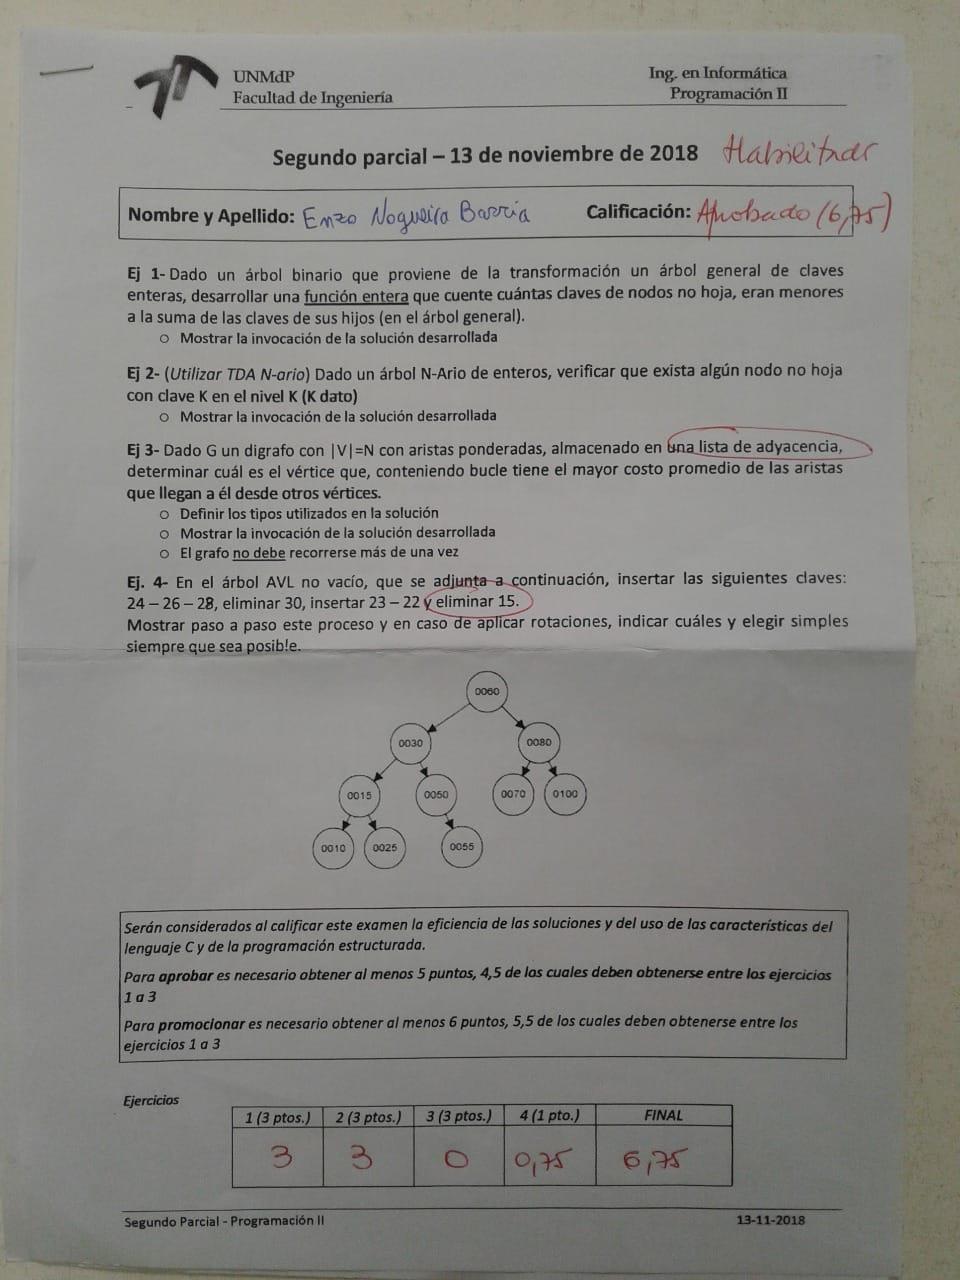 UNMdP
Facultad de Ingeniería
Ing. en Informática
Programación II
Segundo parcial – 13 de noviembre de 2018 Habilitar
Nombre y Apellido: Enzo Nogueira Barria Calificación: Aprobado (6,75)
Ej 1- Dado un árbol binario que proviene de la transformación un árbol general de claves
enteras, desarrollar una función entera que cuente cuántas claves de nodos no hoja, eran menores
a la suma de las claves de sus hijos (en el árbol general).
o Mostrar la invocación de la solución desarrollada
Ej 2- (Utilizar TDA N-ario) Dado un árbol N-Ario de enteros, verificar que exista algún nodo no hoja
con clave K en el nivel K (K dato)
o Mostrar la invocación de la solución desarrollada
Ej 3- Dado G un digrafo con |V|=N con aristas ponderadas, almacenado en una lista de adyacencia,
determinar cuál es el vértice que, conteniendo bucle tiene el mayor costo promedio de las aristas
que llegan a él desde otros vértices.
o Definir los tipos utilizados en la solución
o Mostrar la invocación de la solución desarrollada
o El grafo no debe recorrerse más de una vez
Ej. 4- En el árbol AVL no vacío, que se adjunta a continuación, insertar las siguientes claves:
24 – 26 – 28, eliminar 30, insertar 23 – 22 y eliminar 15.
Mostrar paso a paso este proceso y en caso de aplicar rotaciones, indicar cuáles y elegir simples
siempre que sea posible.
0060
0030 0080
0015 0050 0070 0100
0010 0025 0055
Serán considerados al calificar este examen la eficiencia de las soluciones y del uso de las características del
lenguaje C y de la programación estructurada.
Para aprobar es necesario obtener al menos 5 puntos, 4,5 de los cuales deben obtenerse entre los ejercicios
1 a 3
Para promocionar es necesario obtener al menos 6 puntos, 5,5 de los cuales deben obtenerse entre los
ejercicios 1 a 3
Ejercicios
1 (3 ptos.) 2 (3 ptos.) 3 (3 ptos.) 4 (1 pto.) FINAL
3 3 0 0,75 6,75
Segundo Parcial - Programación II 13-11-2018